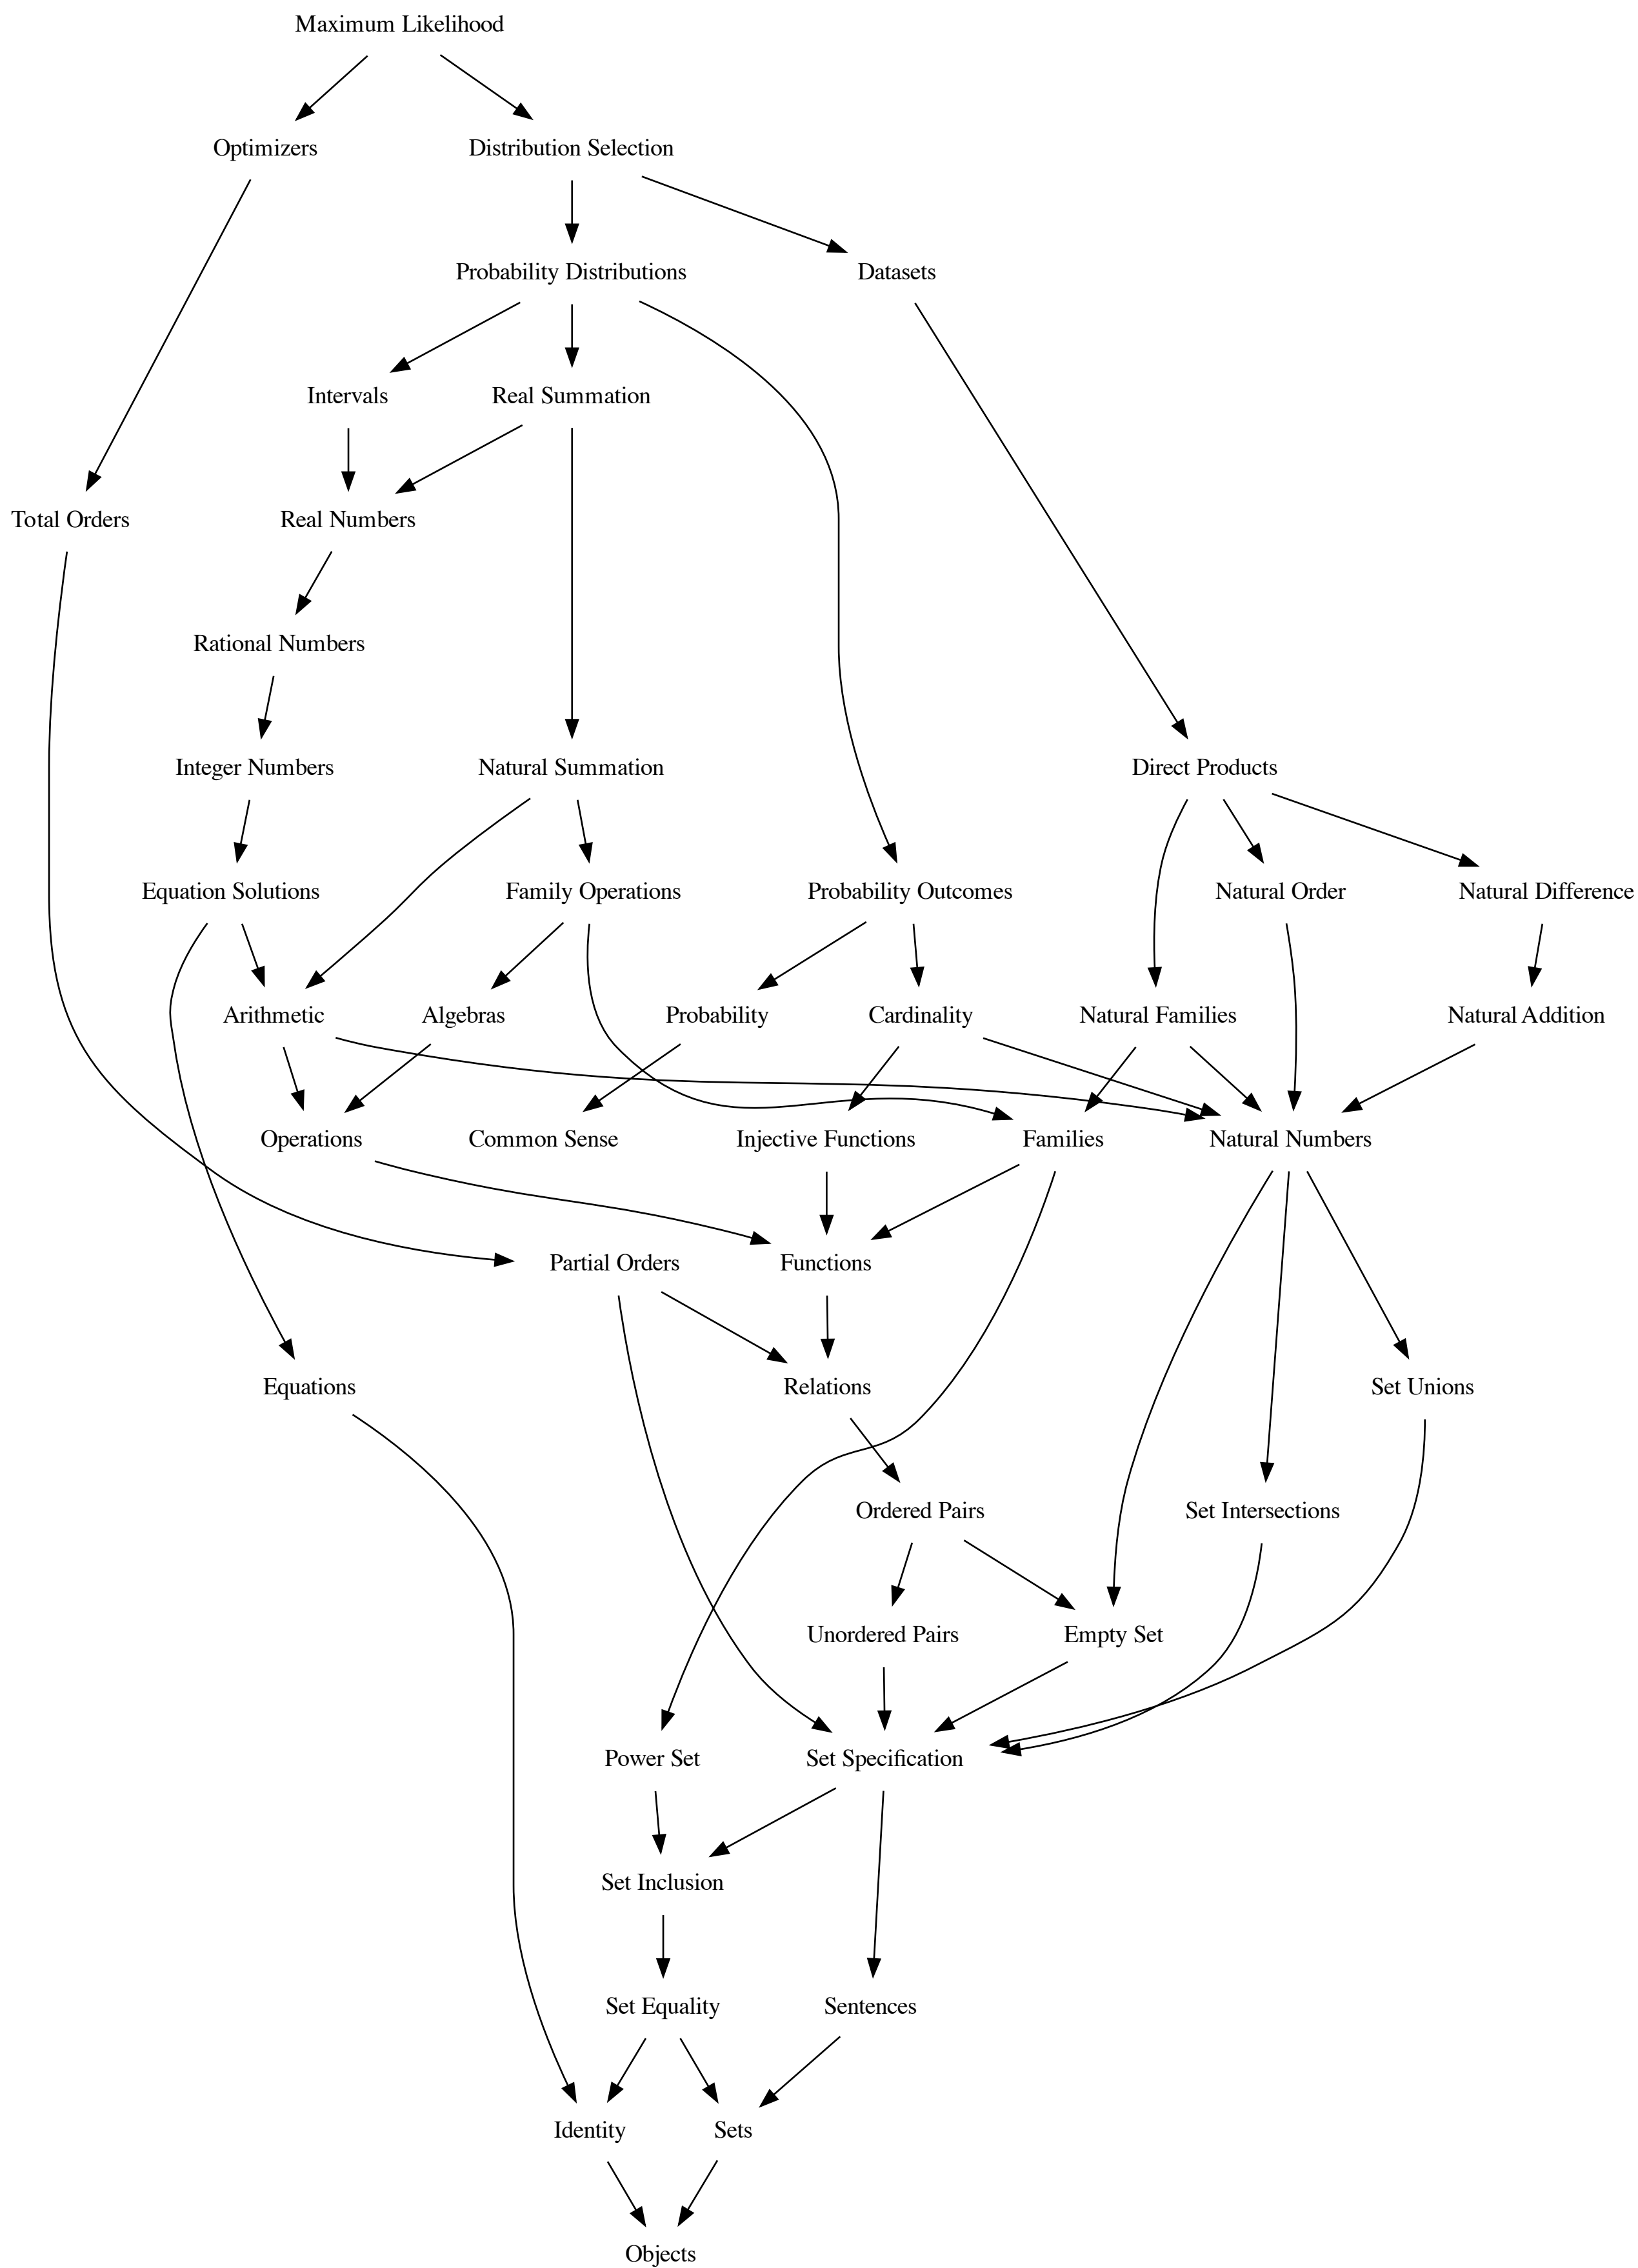 Maximum Likelihood
Optimizers
Distribution Selection
Probability Distributions
Datasets
Intervals
Real Summation
Total Orders
Real Numbers
Rational Numbers
Integer Numbers
Natural Summation
Direct Products
Equation Solutions
Family Operations
Probability Outcomes
Natural Order
Natural Difference
Arithmetic
Algebras
Probability
Cardinality
Natural Families
Natural Addition
Operations
Common Sense
Injective Functions
Families
Natural Numbers
Partial Orders
Functions
Equations
Relations
Set Unions
Ordered Pairs
Set Intersections
Unordered Pairs
Empty Set
Power Set
Set Specification
Set Inclusion
Set Equality
Sentences
Identity
Sets
Objects